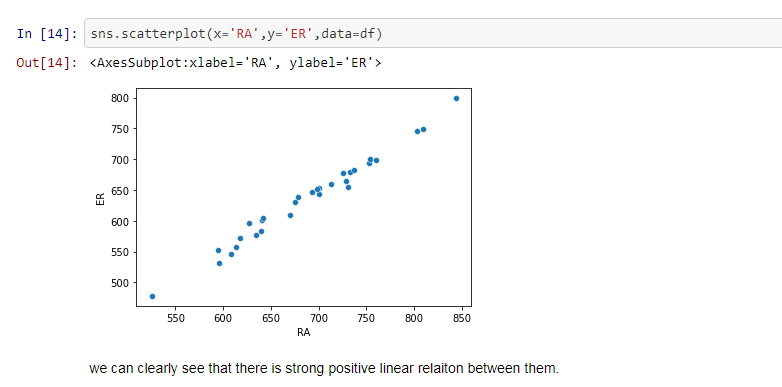 In [14]: sns.scatterplot(x='RA',y='ER',data=df)
Out[14]: <AxesSubplot:xlabel='RA', ylabel='ER'>
800
750
700
650
600
550
500
ER
550 600 650 700 750 800 850
RA
we can clearly see that there is strong positive linear relaiton between them.